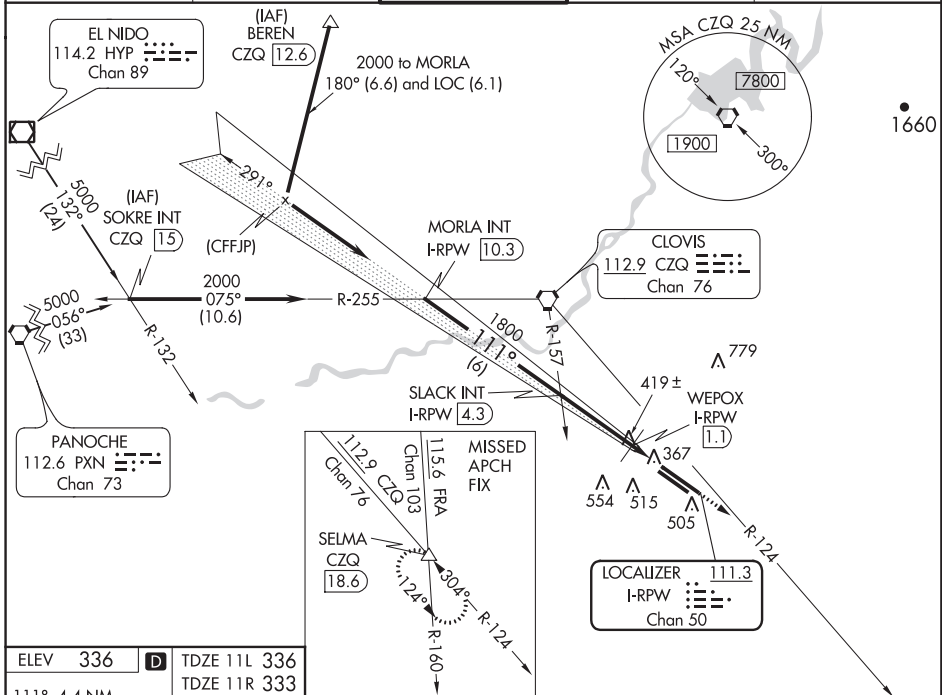 EL NIDO
114.2 HYP
Chan 89
(IAF)
BEREN
CZQ 12.6
2000 to MORLA
180° (6.6) and LOC (6.1)
MSA CZQ 25 NM
120°
7800
1900
300°
1660
5000
132°
(24)
(IAF)
SOKRE INT
CZQ 15
291°
(CFFJP)
MORLA INT
I-RPW 10.3
CLOVIS
112.9 CZQ
Chan 76
5000
056°
(33)
2000
075°
(10.6)
R-255
R-132
1800
111°
(6)
R-157
779
SLACK INT
I-RPW 4.3
419±
WEPOX
I-RPW
1.1
367
554
515
505
R-124
PANOCHE
112.6 PXN
Chan 73
112.9 CZQ
Chan 76
115.6 FRA
Chan 103
MISSED
APCH
FIX
SELMA
CZQ
18.6
304°
124°
R-124
R-160
LOCALIZER 111.3
I-RPW
Chan 50
ELEV 336 D
TDZE 11L 336
TDZE 11R 333
111° 4.4 NM